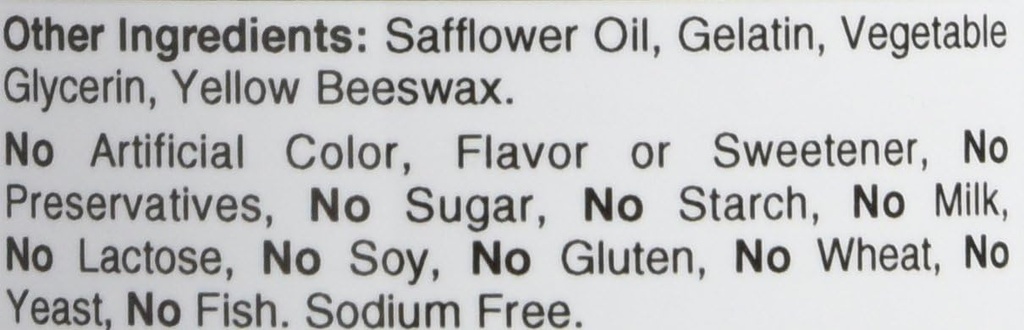 Other Ingredients: Safflower Oil, Gelatin, Vegetable
Glycerin, Yellow Beeswax.
No Artificial Color, Flavor or Sweetener, No
Preservatives, No Sugar, No Starch, No Milk,
No Lactose, No Soy, No Gluten, No Wheat, No
Yeast, No Fish. Sodium Free.